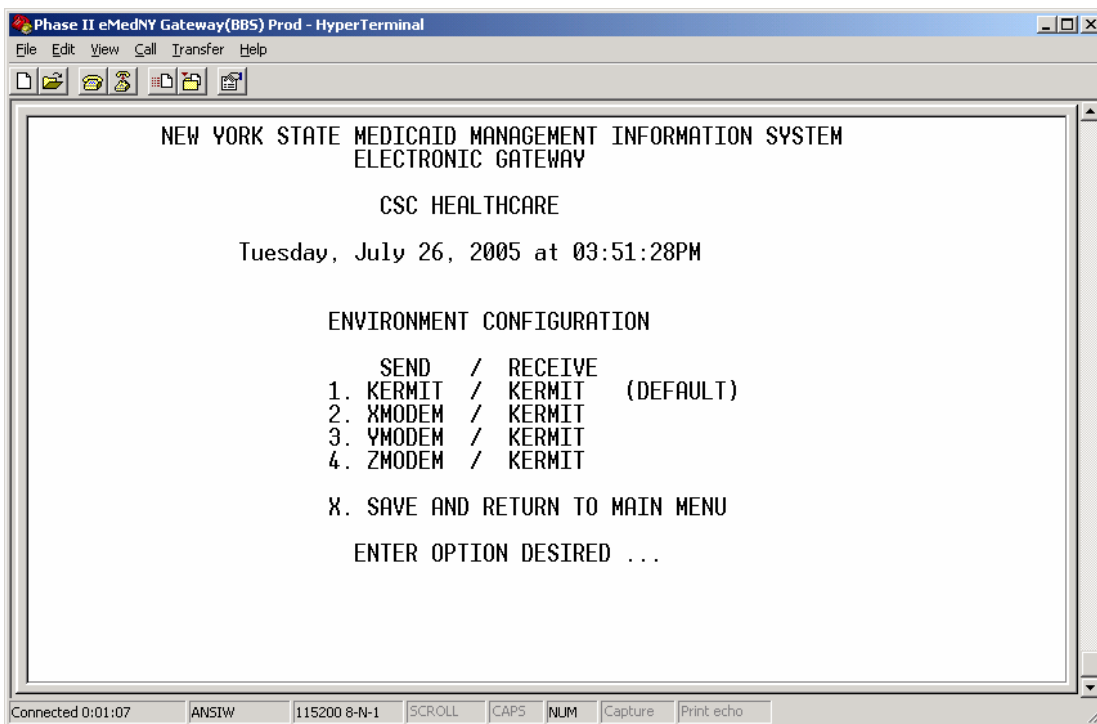 Phase II eMedNY Gateway(BBS) Prod - HyperTerminal
File Edit View Call Transfer Help
NEW YORK STATE MEDICAID MANAGEMENT INFORMATION SYSTEM
ELECTRONIC GATEWAY
CSC HEALTHCARE
Tuesday, July 26, 2005 at 03:51:28PM
ENVIRONMENT CONFIGURATION
SEND / RECEIVE
1. KERMIT / KERMIT (DEFAULT)
2. XMODEM / KERMIT
3. YMODEM / KERMIT
4. ZMODEM / KERMIT
X. SAVE AND RETURN TO MAIN MENU
ENTER OPTION DESIRED ...
Connected 0:01:07 ANSIW 115200 8-N-1 SCROLL CAPS NUM Capture Print echo